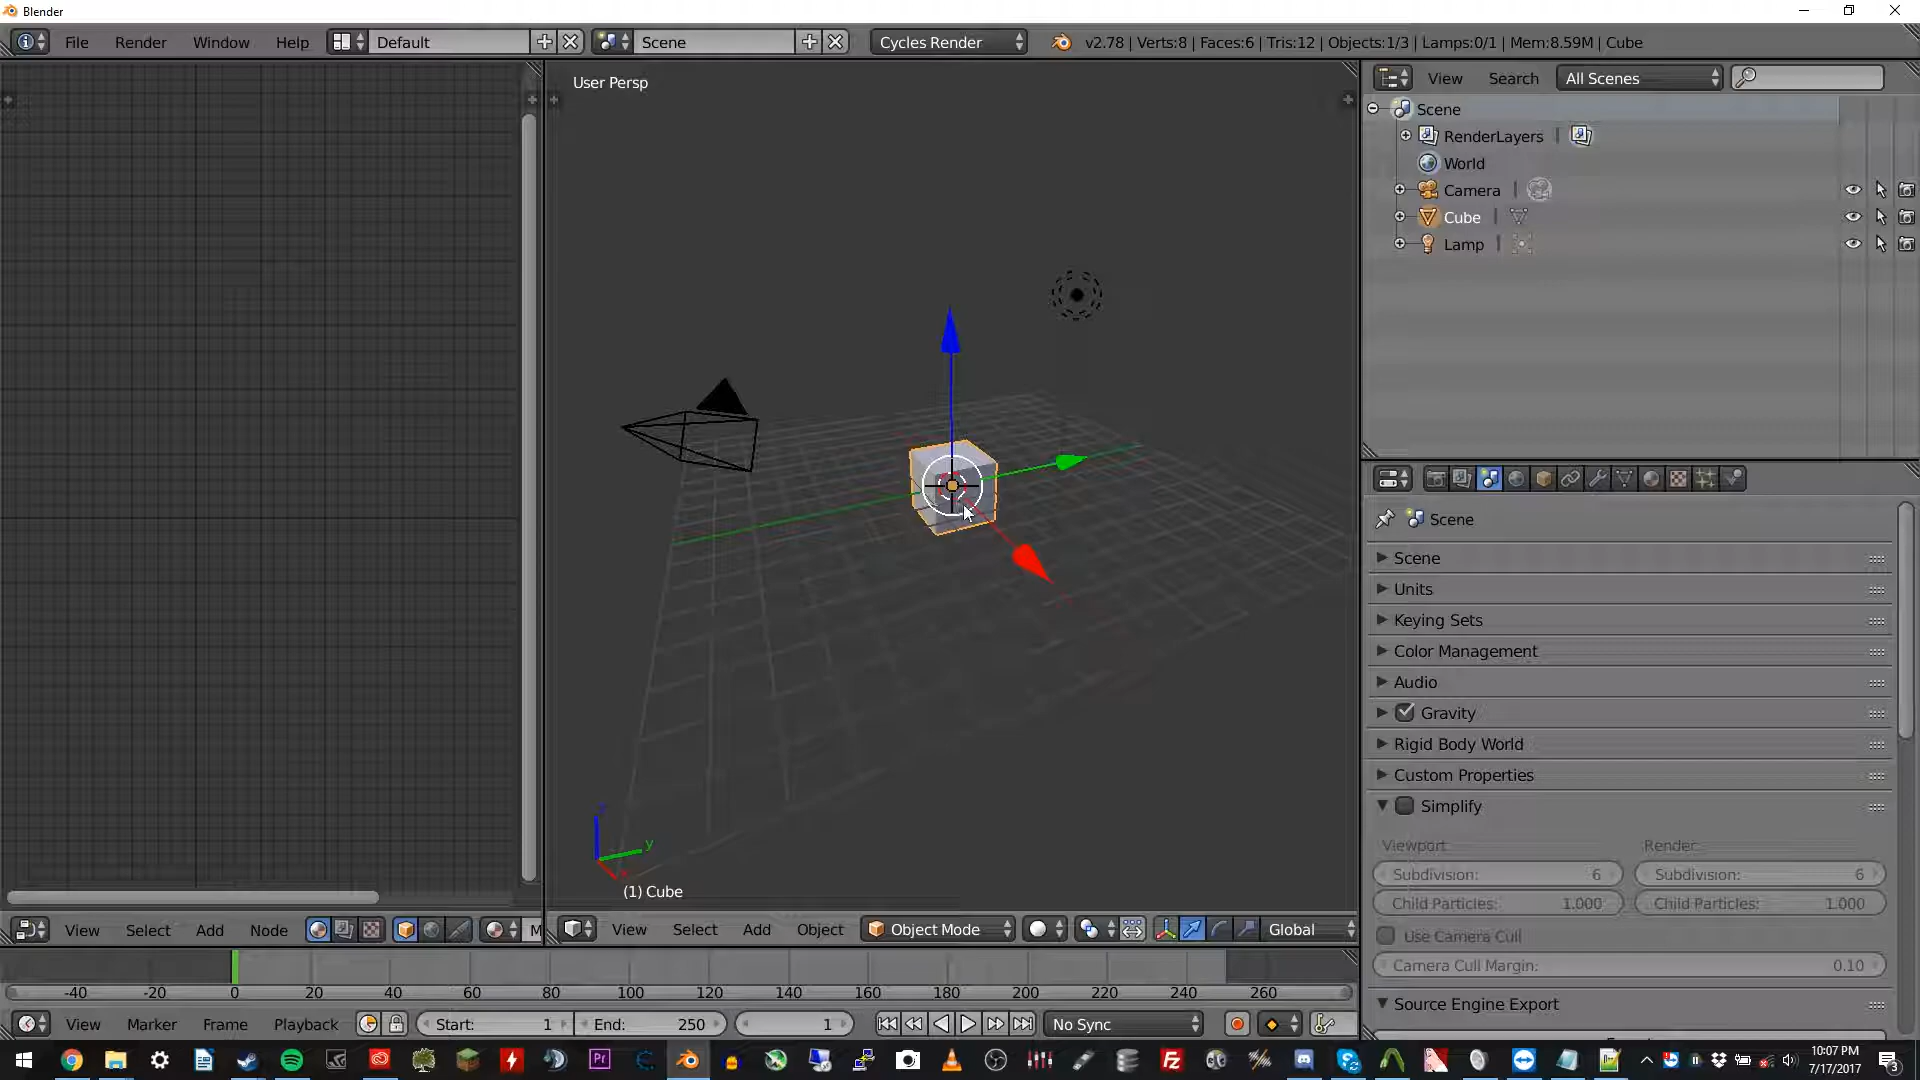 Blender
File Render Window Help Default Scene Cycles Render v2.78 | Verts:8 | Faces:6 | Tris:12 | Objects:1/3 | Lamps:0/1 | Mem:8.59M | Cube
User Persp
View Search All Scenes
Scene
RenderLayers
World
Camera
Cube
Lamp
Scene
Scene
Units
Keying Sets
Color Management
Audio
Gravity
Rigid Body World
Custom Properties
Simplify
Viewport: Render:
Subdivision: 6 Subdivision: 6
Child Particles: 1.000 Child Particles: 1.000
Use Camera Cull
Camera Cull Margin: 0.10
Source Engine Export
z
y
x
(1) Cube
View Select Add Node M
View Select Add Object Object Mode Global
-40 -20 0 20 40 60 80 100 120 140 160 180 200 220 240 260
View Marker Frame Playback Start: 1 End: 250 1 No Sync
Pr
10:07 PM
7/17/2017
3